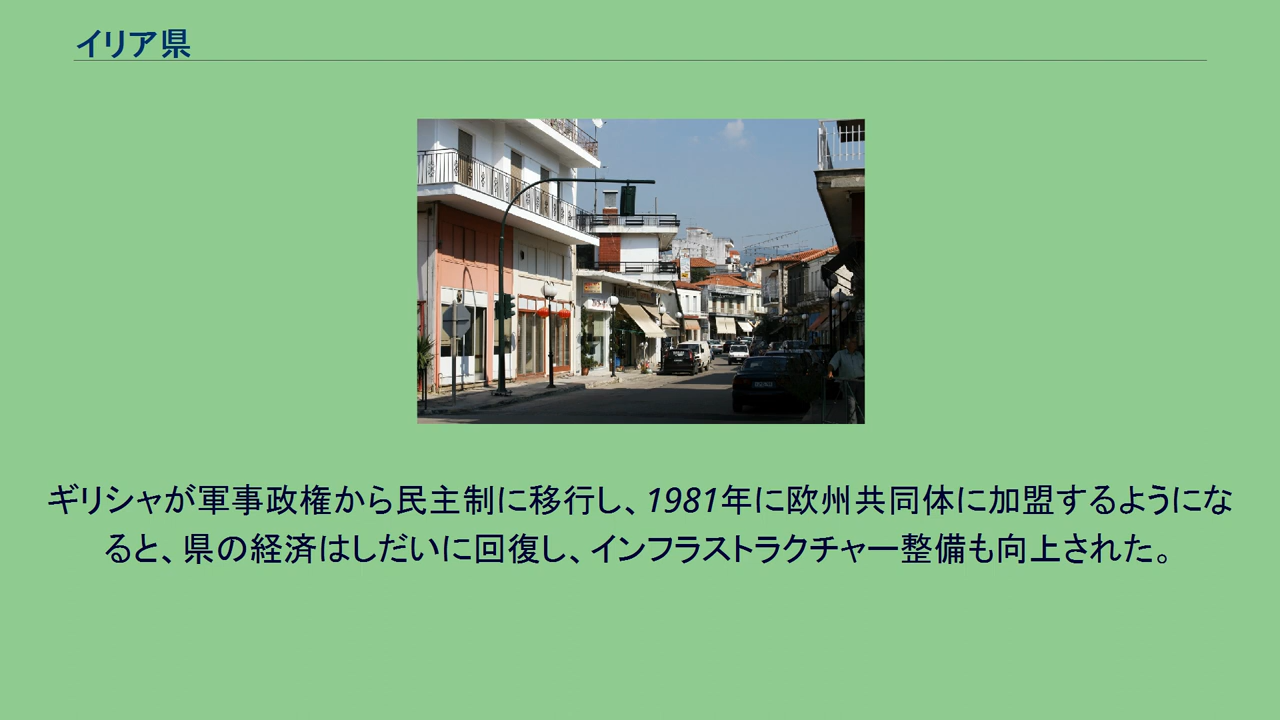 イリア県
ギリシャが軍事政権から民主制に移行し、1981年に欧州共同体に加盟するようにな
ると、県の経済はしだいに回復し、インフラストラクチャー整備も向上された。